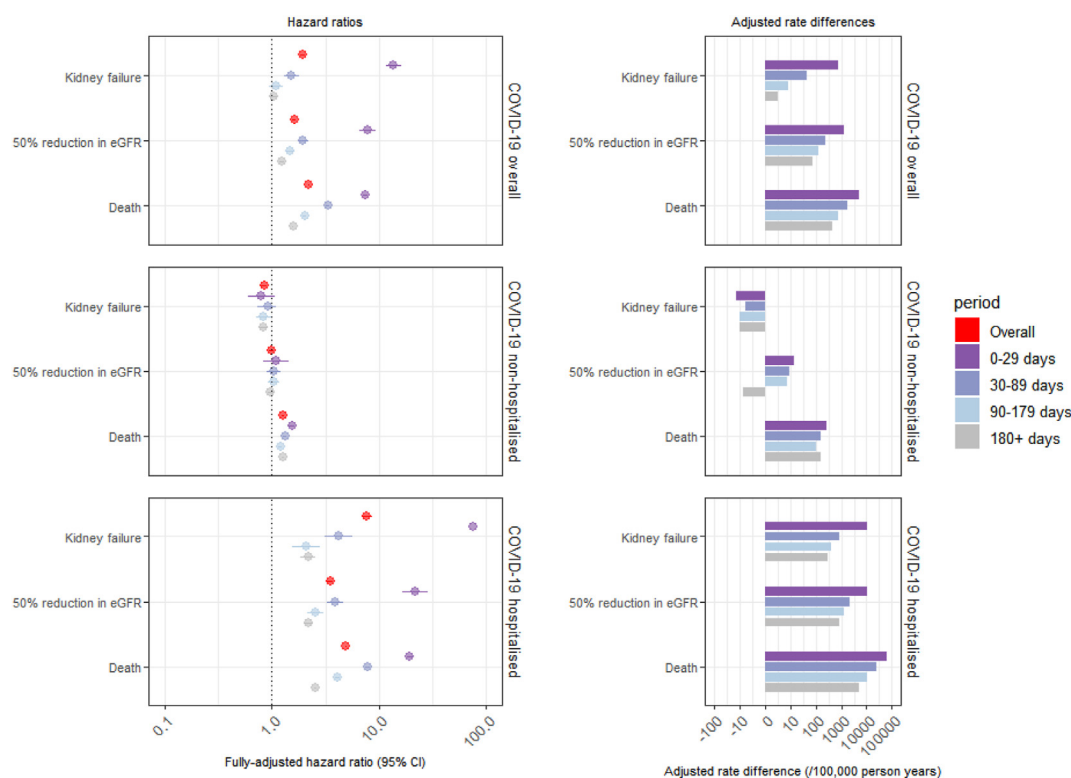 Hazard ratios
Adjusted rate differences
Kidney failure
50% reduction in eGFR
Death
COVID-19 overall
Kidney failure
50% reduction in eGFR
Death
COVID-19 overall
Kidney failure
50% reduction in eGFR
Death
COVID-19 non-hospitalised
Kidney failure
50% reduction in eGFR
Death
COVID-19 non-hospitalised
Kidney failure
50% reduction in eGFR
Death
COVID-19 hospitalised
Kidney failure
50% reduction in eGFR
Death
COVID-19 hospitalised
period
Overall
0-29 days
30-89 days
90-179 days
180+ days
0.1 1.0 10.0 100.0
-100 -10 0 10 100 1000 10000 100000
Fully-adjusted hazard ratio (95% CI)
Adjusted rate difference (/100,000 person years)